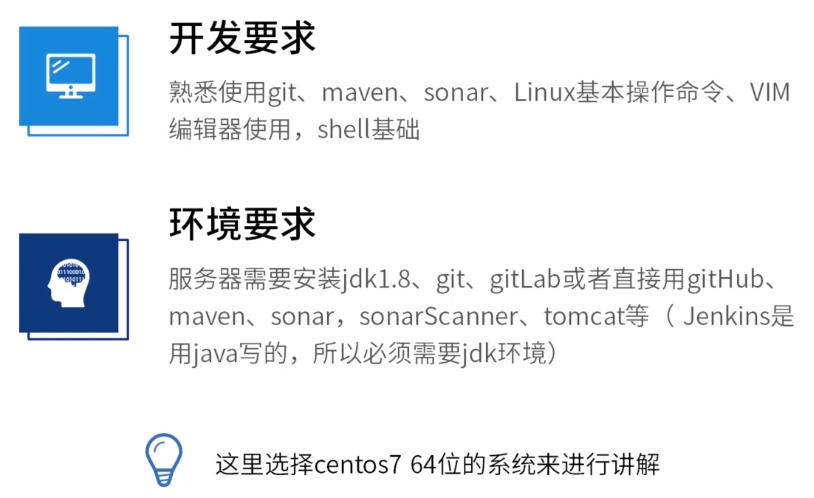 开发要求
熟悉使用git、maven、sonar、Linux基本操作命令、VIM
编辑器使用，shell基础
环境要求
服务器需要安装jdk1.8、git、gitLab或者直接用gitHub、
maven、sonar，sonarScanner、tomcat等（ Jenkins是
用java写的，所以必须需要jdk环境）
这里选择centos7 64位的系统来进行讲解